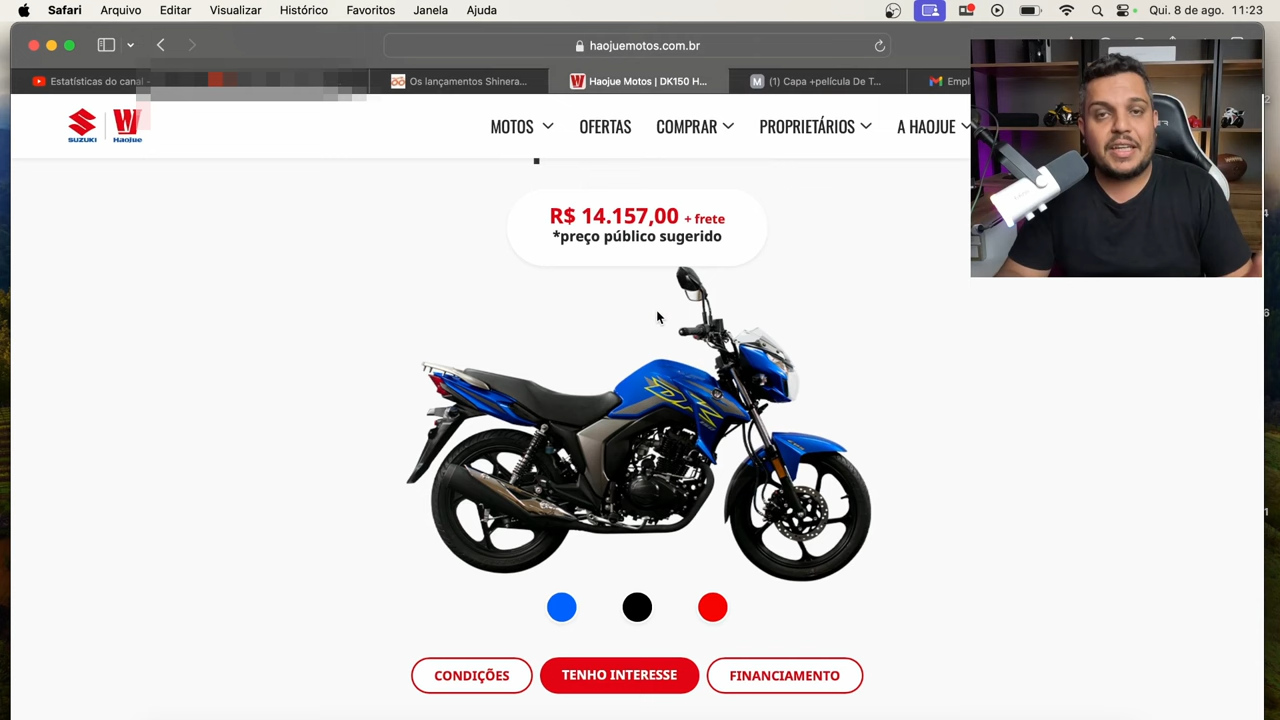 Safari Arquivo Editar Visualizar Histórico Favoritos Janela Ajuda Qui. 8 de ago. 11:23
haojuemotos.com.br
Estatísticas do canal -
Os lançamentos Shinera...
Haojue Motos | DK150 H...
(1) Capa +película De T...
Empl
SUZUKI HAOJUE
MOTOS OFERTAS COMPRAR PROPRIETÁRIOS A HAOJUE
R$ 14.157,00 + frete
*preço público sugerido
DK
CONDIÇÕES TENHO INTERESSE FINANCIAMENTO